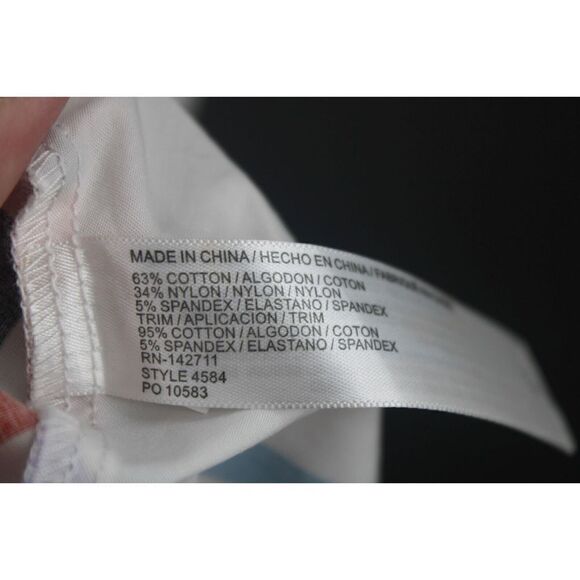 MADE IN CHINA / HECHO EN CHINA /
63% COTTON / ALGODON / COTON
34% NYLON / NYLON / NYLON
5% SPANDEX / ELASTANO / SPANDEX
TRIM / APLICACION / TRIM
95% COTTON / ALGODON / COTON
5% SPANDEX / ELASTANO / SPANDEX
RN-142711
STYLE 4584
PO 10583